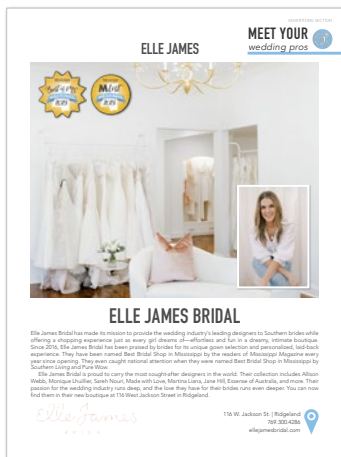 ADVERTISING SECTION
MEET YOUR
wedding pros
ELLE JAMES
Best of MS
2023
M List
2023
ELLE JAMES BRIDAL
Elle James Bridal has made its mission to provide the wedding industry's leading designers to Southern brides while
offering a shopping experience just as every girl dreams of—effortless and fun in a dreamy, intimate boutique.
Since 2016, Elle James Bridal has been praised by brides for its unique gown selection and personalized, laid-back
experience. They have been named Best Bridal Shop in Mississippi by the readers of Mississippi Magazine every
year since opening. They even caught national attention when they were named Best Bridal Shop in Mississippi by
Southern Living and Pure Wow.
Elle James Bridal is proud to carry the most sought-after designers in the world. Their collection includes Allison
Webb, Monique Lhuillier, Sareh Nouri, Made with Love, Martina Liana, Jane Hill, Essense of Australia, and more. Their
passion for the wedding industry runs deep, and the love they have for their brides runs even deeper. You can now
find them in their new boutique at 116 West Jackson Street in Ridgeland.
Elle James
BRIDE
116 W. Jackson St. | Ridgeland
769.300.4286
ellejamesbridal.com